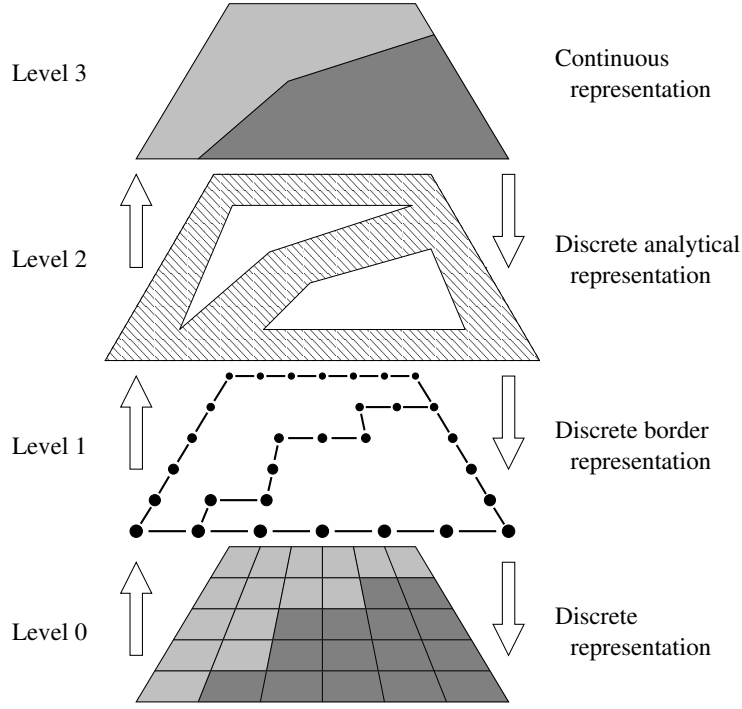 Level 3
Continuous
representation
Level 2
Discrete analytical
representation
Level 1
Discrete border
representation
Level 0
Discrete
representation